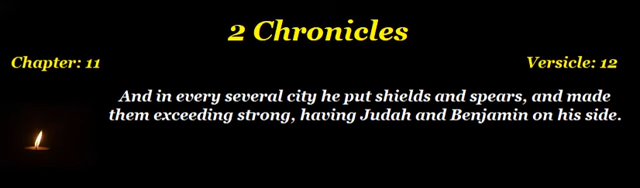 2 Chronicles
Chapter: 11
Versicle: 12
And in every several city he put shields and spears, and made
them exceeding strong, having Judah and Benjamin on his side.